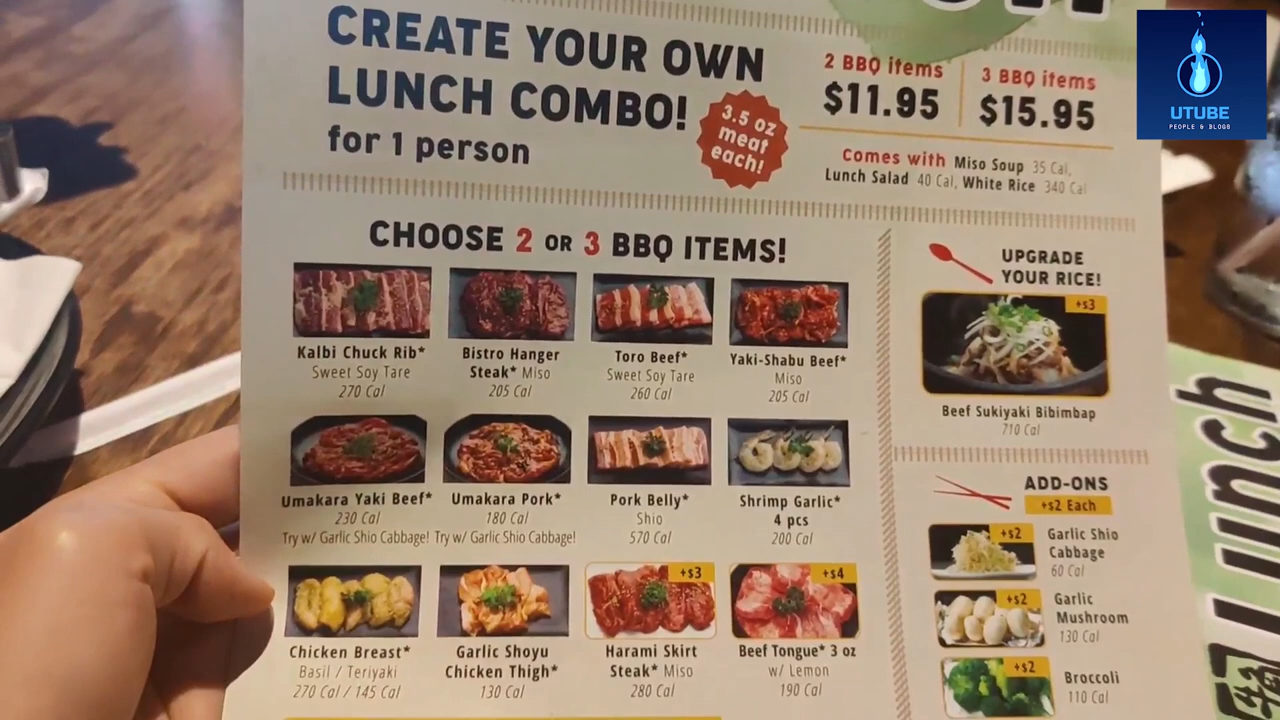 CREATE YOUR OWN
LUNCH COMBO!
for 1 person
3.5 oz
meat
each!
2 BBQ items
$11.95
3 BBQ items
$15.95
Comes with Miso Soup 35 Cal,
Lunch Salad 40 Cal, White Rice 340 Cal
UTUBE
PEOPLE & BLOGS
CHOOSE 2 OR 3 BBQ ITEMS!
Kalbi Chuck Rib*
Sweet Soy Tare
270 Cal
Bistro Hanger
Steak* Miso
205 Cal
Toro Beef*
Sweet Soy Tare
260 Cal
Yaki-Shabu Beef*
Miso
205 Cal
Umakara Yaki Beef*
230 Cal
Try w/ Garlic Shio Cabbage!
Umakara Pork*
180 Cal
Try w/ Garlic Shio Cabbage!
Pork Belly*
Shio
570 Cal
Shrimp Garlic*
4 pcs
200 Cal
Chicken Breast*
Basil / Teriyaki
270 Cal / 145 Cal
Garlic Shoyu
Chicken Thigh*
130 Cal
+$3
Harami Skirt
Steak* Miso
280 Cal
+$4
Beef Tongue* 3 oz
w/ Lemon
190 Cal
UPGRADE
YOUR RICE!
+$3
Beef Sukiyaki Bibimbap
710 Cal
ADD-ONS
+$2 Each
+$2
Garlic Shio
Cabbage
60 Cal
+$2
Garlic
Mushroom
130 Cal
+$2
Broccoli
110 Cal
Lunch